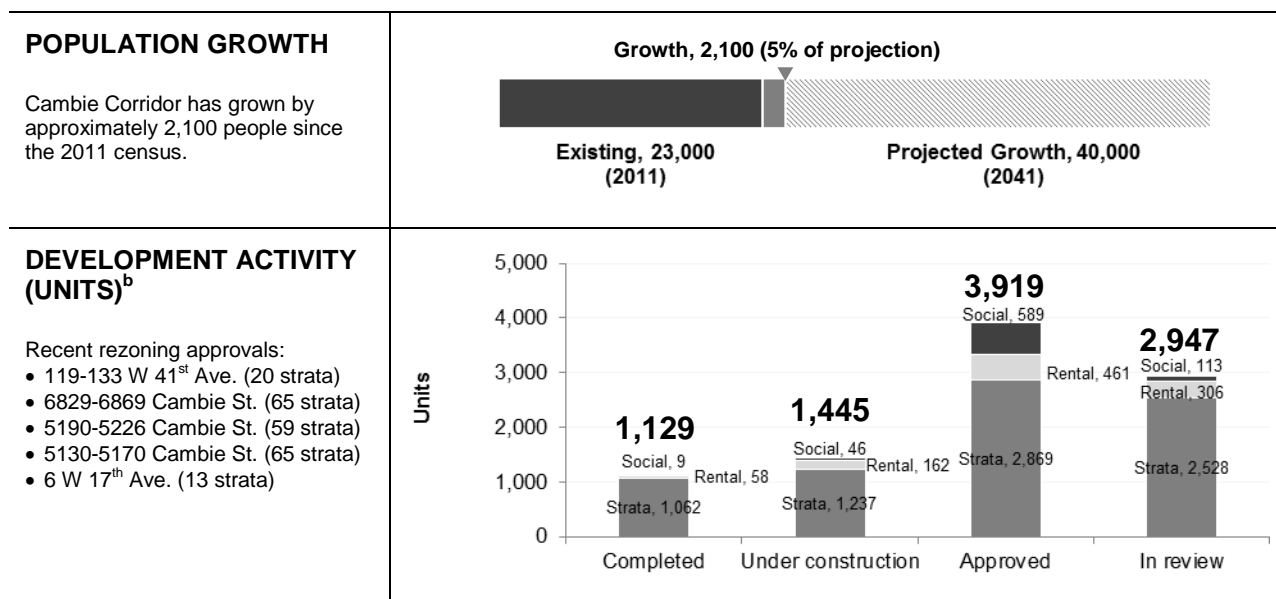 POPULATION GROWTH
Cambie Corridor has grown by
approximately 2,100 people since
the 2011 census.
Growth, 2,100 (5% of projection)
Existing, 23,000
(2011)
Projected Growth, 40,000
(2041)
DEVELOPMENT ACTIVITY
(UNITS)b
Recent rezoning approvals:
• 119-133 W 41st Ave. (20 strata)
• 6829-6869 Cambie St. (65 strata)
• 5190-5226 Cambie St. (59 strata)
• 5130-5170 Cambie St. (65 strata)
• 6 W 17th Ave. (13 strata)
Units
5,000
4,000
3,000
2,000
1,000
0
1,129
Social, 9
Rental, 58
Strata, 1,062
Completed
1,445
Social, 46
Rental, 162
Strata, 1,237
Under construction
3,919
Social, 589
Rental, 461
Strata, 2,869
Approved
2,947
Social, 113
Rental, 306
Strata, 2,528
In review